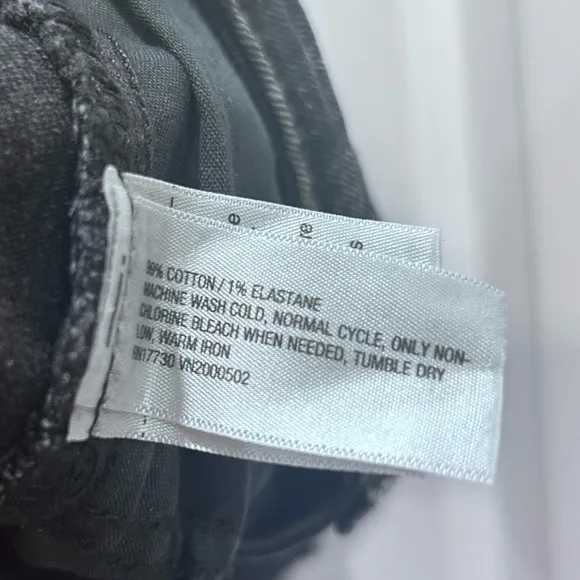 99% COTTON / 1% ELASTANE
MACHINE WASH COLD, NORMAL CYCLE, ONLY NON-
CHLORINE BLEACH WHEN NEEDED, TUMBLE DRY
LOW, WARM IRON
VN2000502